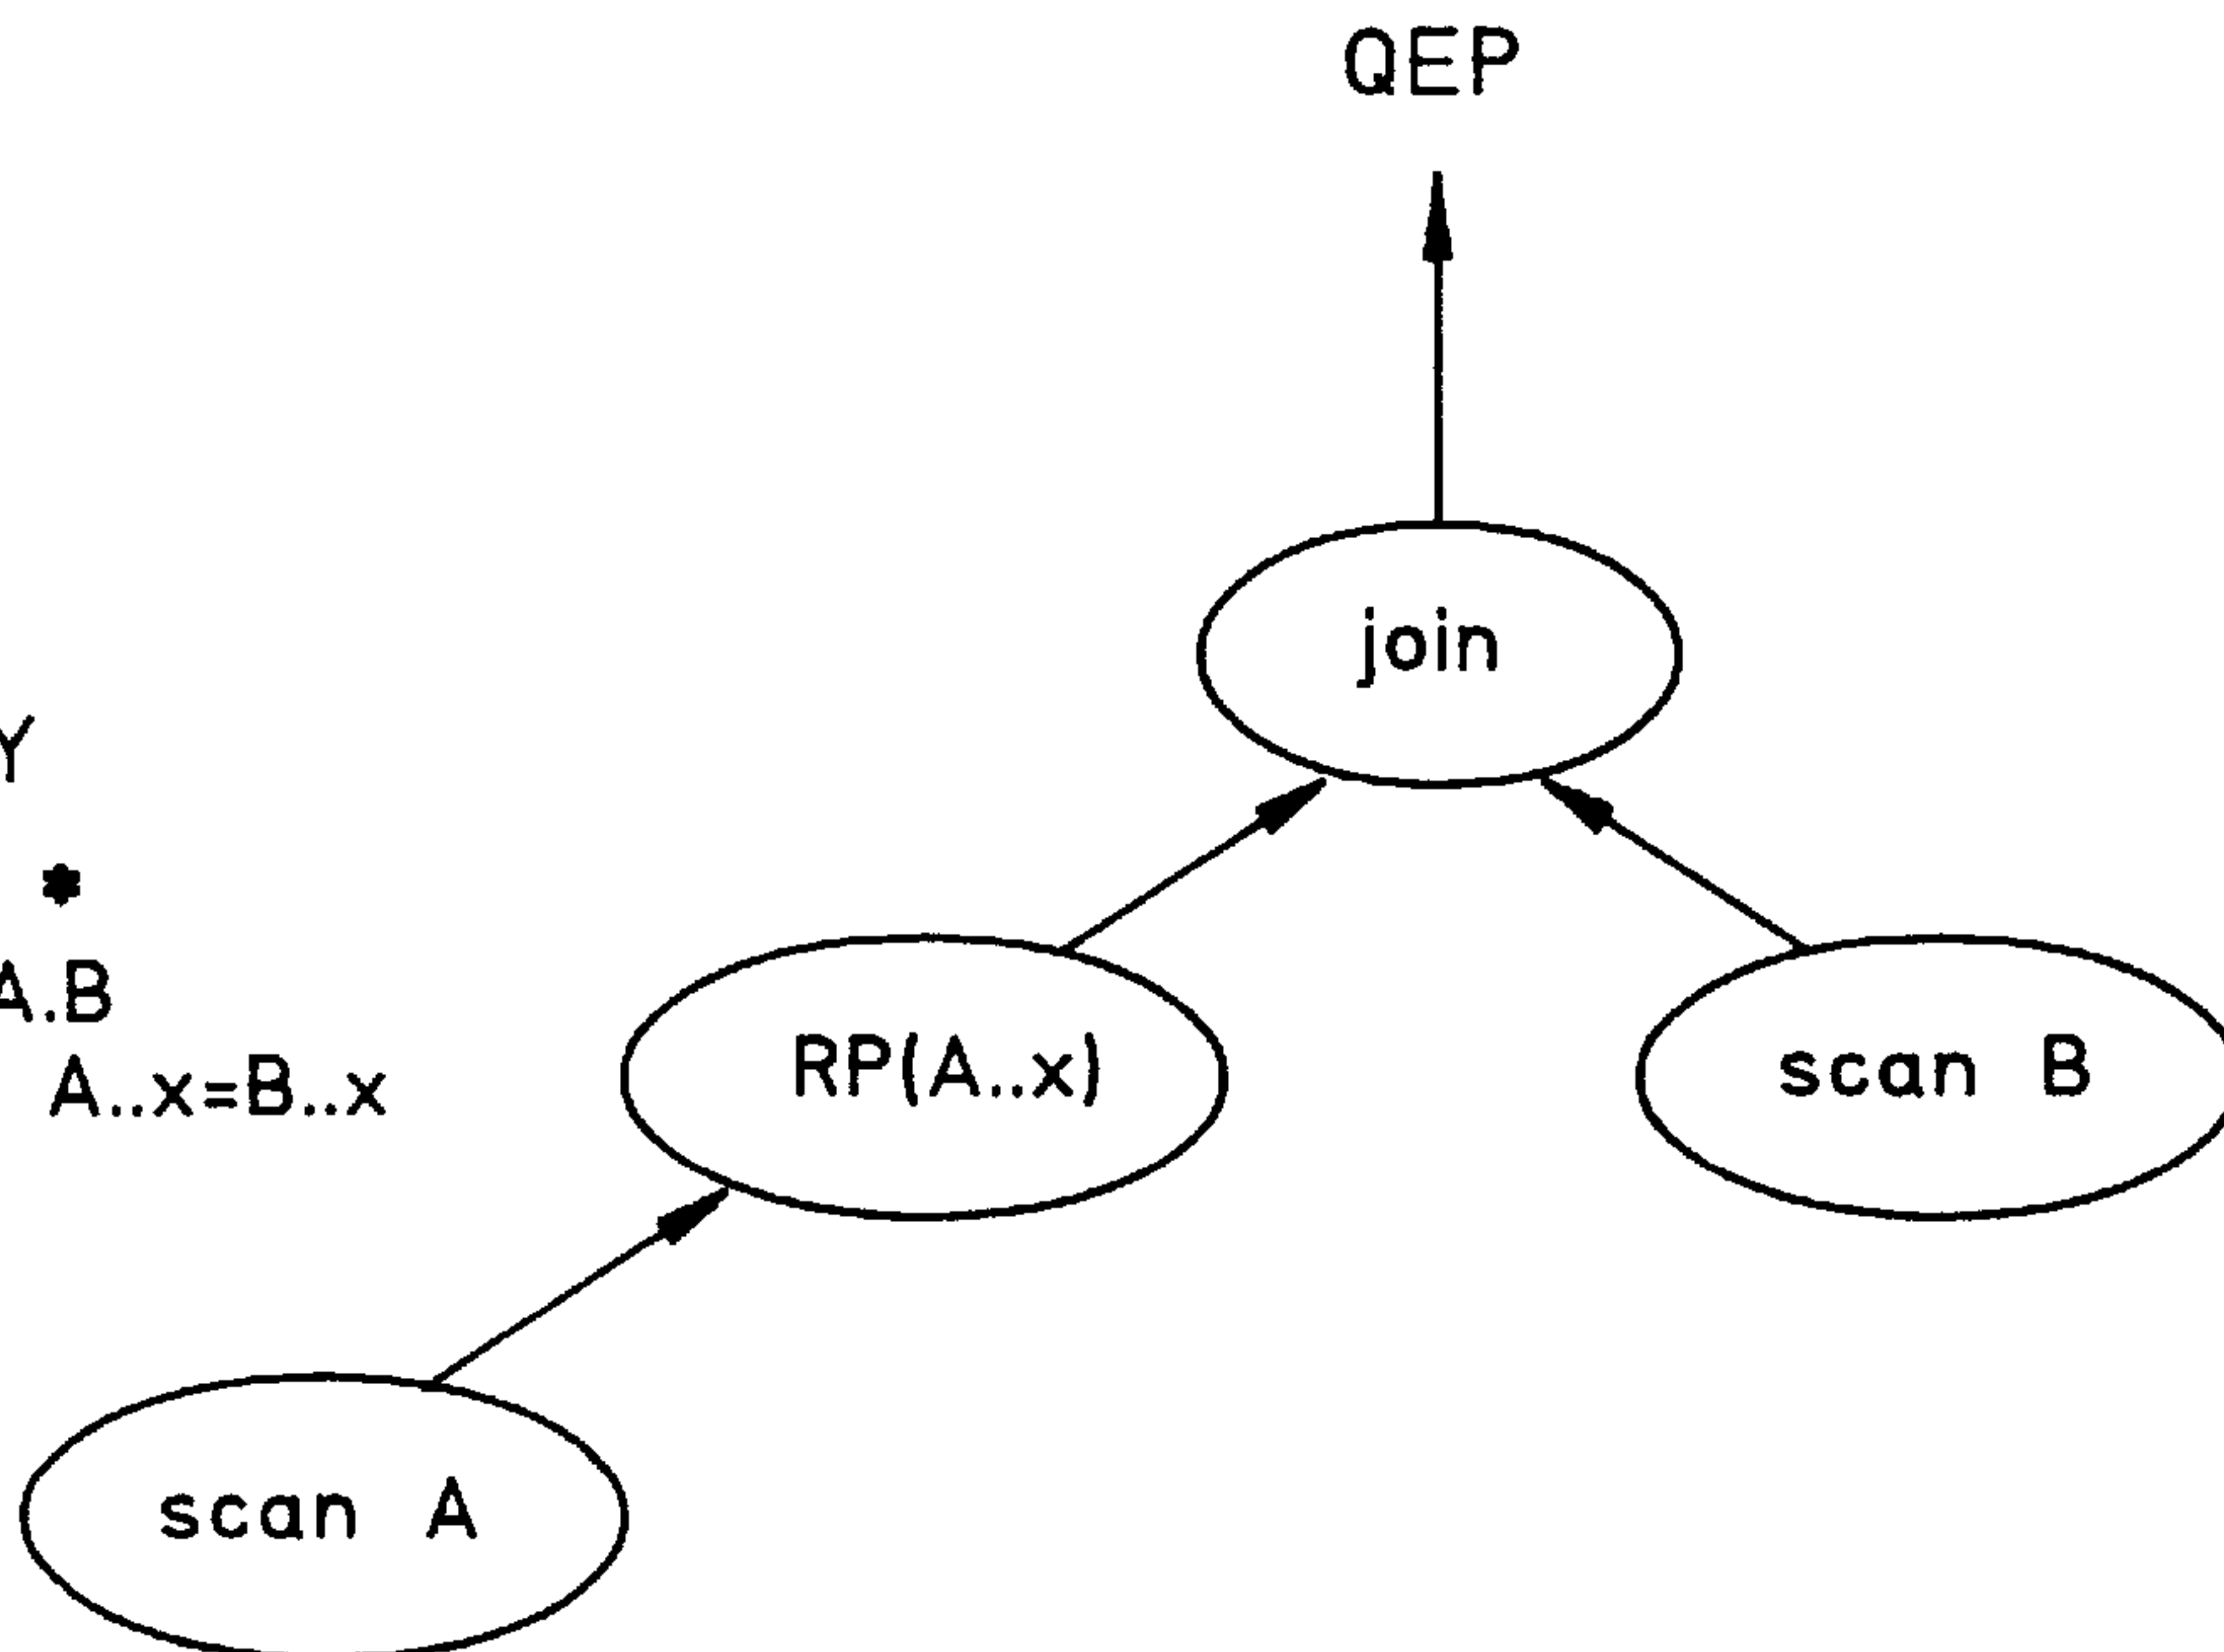 QEP
join
Y
*
A.B
A..x=B..x
RP(A..x)
scan B
scan A